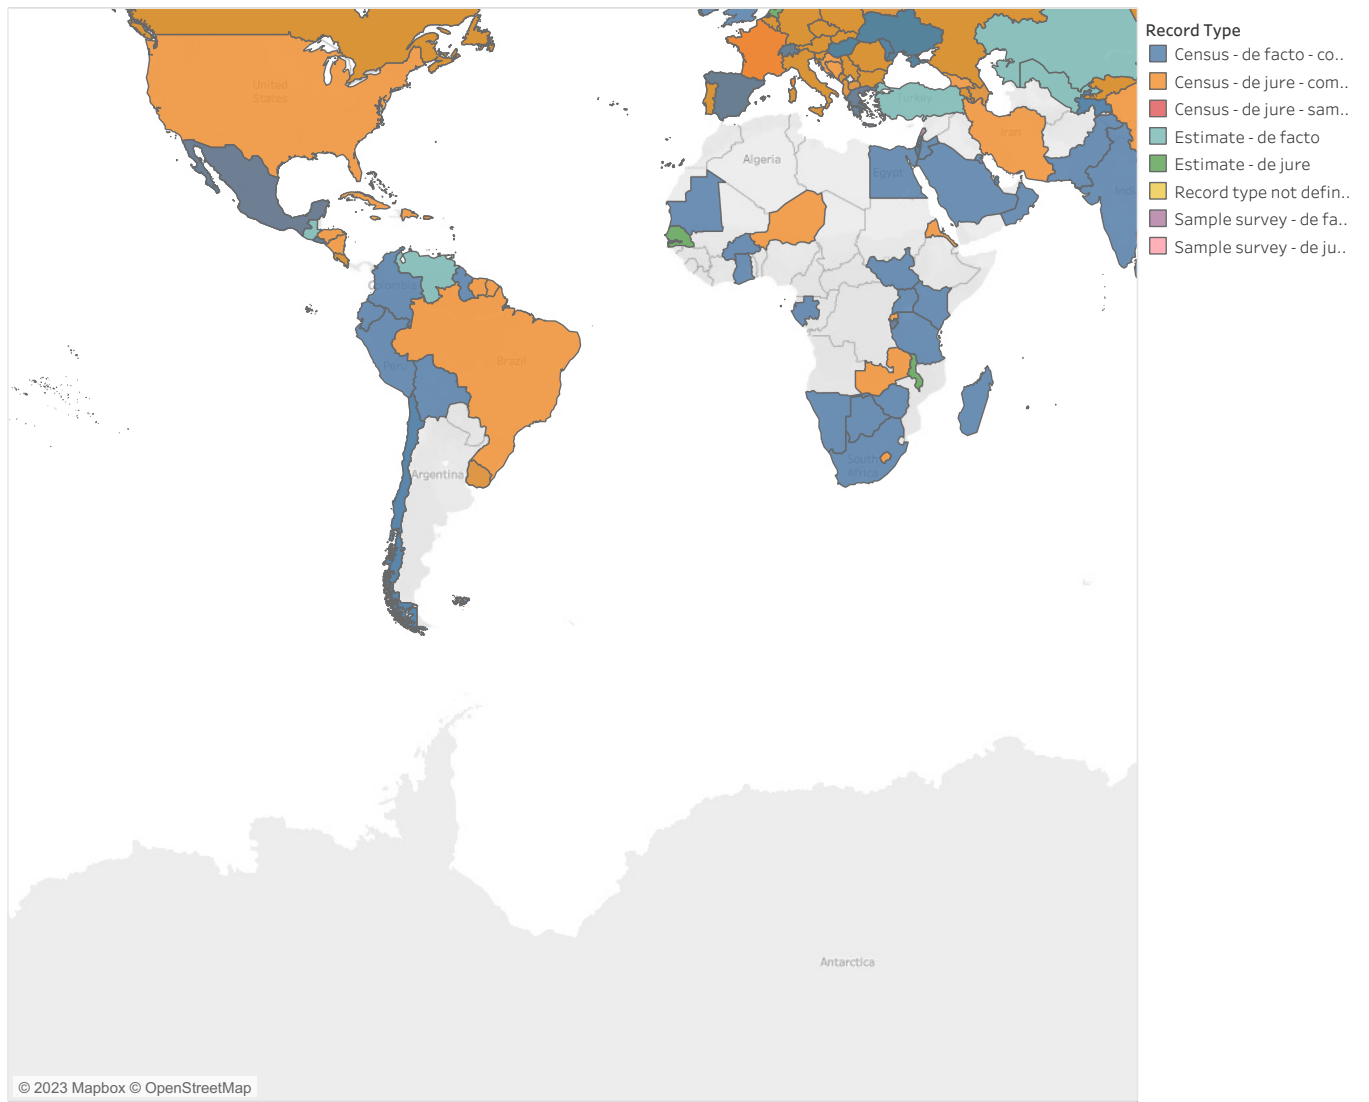 Record Type
Census - de facto - co..
Census - de jure - com..
Census - de jure - sam..
Estimate - de facto
Estimate - de jure
Record type not defin..
Sample survey - de fa..
Sample survey - de ju..
United
States
Turkey
Iran
Algeria
Egypt
Indi
Colombia
Peru
Brazil
Argentina
South
Africa
Antarctica
© 2023 Mapbox © OpenStreetMap